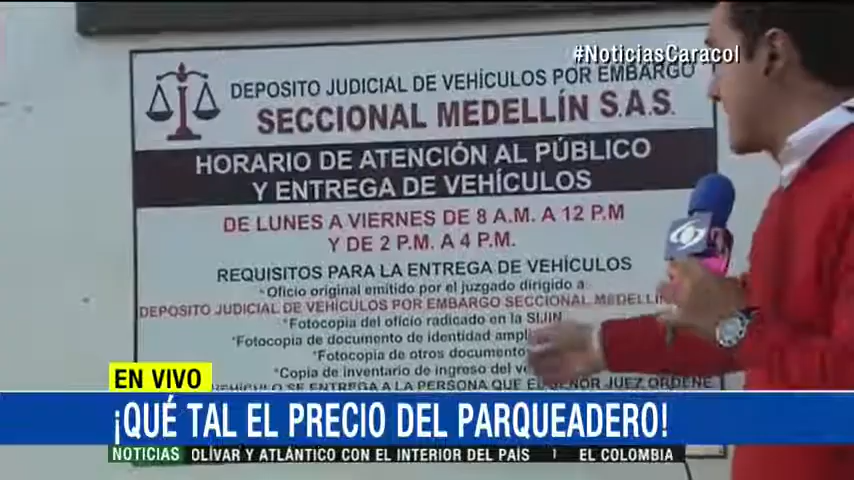 #NoticiasCaracol
DEPOSITO JUDICIAL DE VEHÍCULOS POR EMBARGO
SECCIONAL MEDELLÍN S.A.S.
HORARIO DE ATENCIÓN AL PÚBLICO
Y ENTREGA DE VEHÍCULOS
DE LUNES A VIERNES DE 8 A.M. A 12 P.M
Y DE 2 P.M. A 4 P.M.
REQUISITOS PARA LA ENTREGA DE VEHÍCULOS
*Oficio original emitido por el juzgado dirigido a
DEPOSITO JUDICIAL DE VEHÍCULOS POR EMBARGO SECCIONAL
*Fotocopia del oficio radicado en la SIJIN
*Fotocopia de documento de identidad
*Fotocopia de otros
*Copia de inventario de ingreso del
SE ENTREGA A LA PERSONA QUE EL SEÑOR JUEZ ORDENE
EN VIVO
¡QUÉ TAL EL PRECIO DEL PARQUEADERO!
NOTICIAS OLÍVAR Y ATLÁNTICO CON EL INTERIOR DEL PAÍS EL COLOMBIA